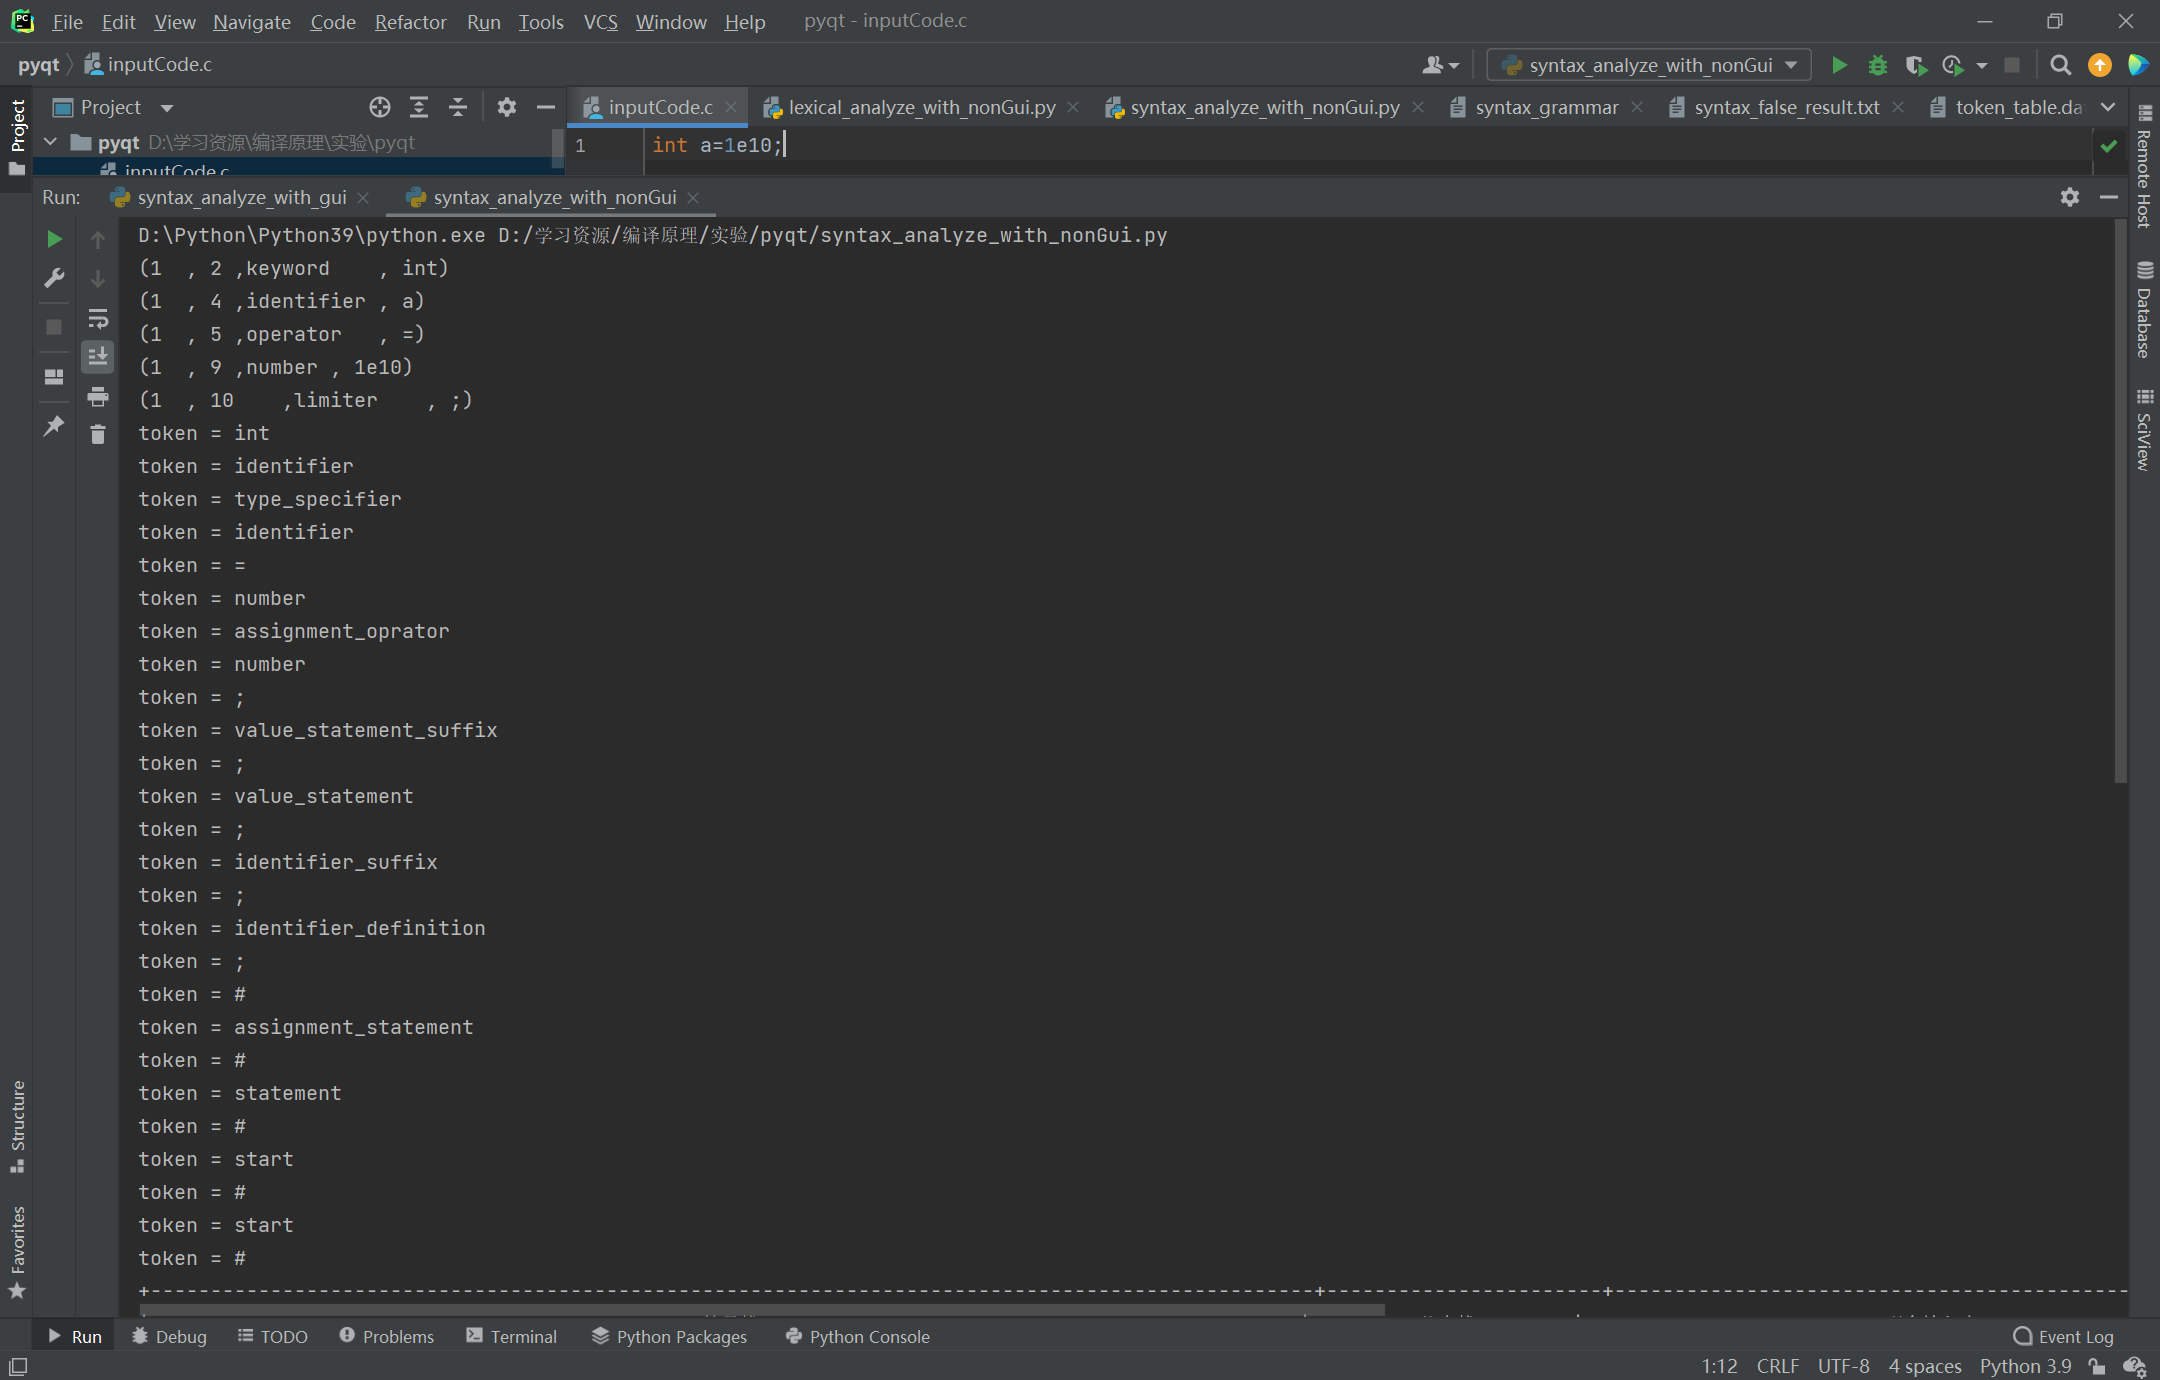 File Edit View Navigate Code Refactor Run Tools VCS Window Help pyqt - inputCode.c
pyqt inputCode.c syntax_analyze_with_nonGui
Project
Project
inputCode.c lexical_analyze_with_nonGui.py syntax_analyze_with_nonGui.py syntax_grammar syntax_false_result.txt token_table.da
pyqt D:\学习资源\编译原理\实验\pyqt
inputCode.c
1 int a=1e10;
Run: syntax_analyze_with_gui syntax_analyze_with_nonGui
D:\Python\Python39\python.exe D:/学习资源/编译原理/实验/pyqt/syntax_analyze_with_nonGui.py
(1 , 2 ,keyword , int)
(1 , 4 ,identifier , a)
(1 , 5 ,operator , =)
(1 , 9 ,number , 1e10)
(1 , 10 ,limiter , ;)
token = int
token = identifier
token = type_specifier
token = identifier
token = =
token = number
token = assignment_oprator
token = number
token = ;
token = value_statement_suffix
token = ;
token = value_statement
token = ;
token = identifier_suffix
token = ;
token = identifier_definition
token = ;
token = #
token = assignment_statement
token = #
token = statement
token = #
token = start
token = #
token = start
token = #
Remote Host
Database
SciView
Structure
Favorites
Run Debug TODO Problems Terminal Python Packages Python Console Event Log
1:12 CRLF UTF-8 4 spaces Python 3.9